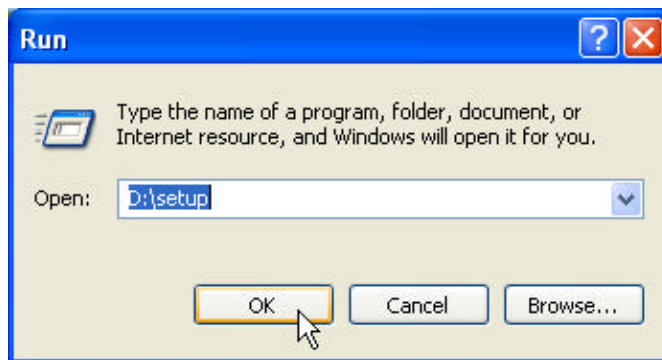 Run
Type the name of a program, folder, document, or
Internet resource, and Windows will open it for you.
Open: D:\setup
OK Cancel Browse...